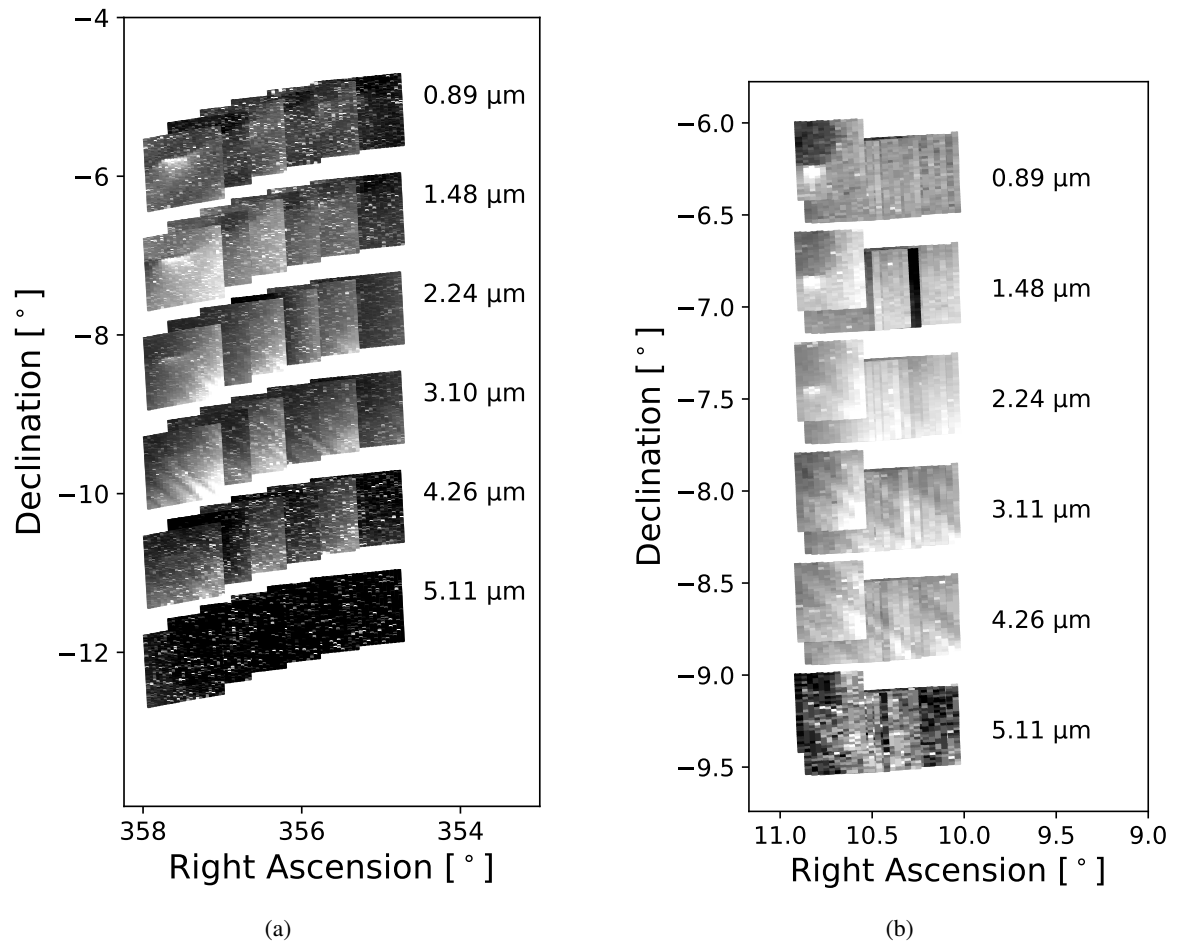 −4
−6
−8
−10
−12
Declination [ ° ]
0.89 μm
1.48 μm
2.24 μm
3.10 μm
4.26 μm
5.11 μm
358
356
354
Right Ascension [ ° ]
(a)
−6.0
−6.5
−7.0
−7.5
−8.0
−8.5
−9.0
−9.5
Declination [ ° ]
0.89 μm
1.48 μm
2.24 μm
3.11 μm
4.26 μm
5.11 μm
11.0
10.5
10.0
9.5
9.0
Right Ascension [ ° ]
(b)